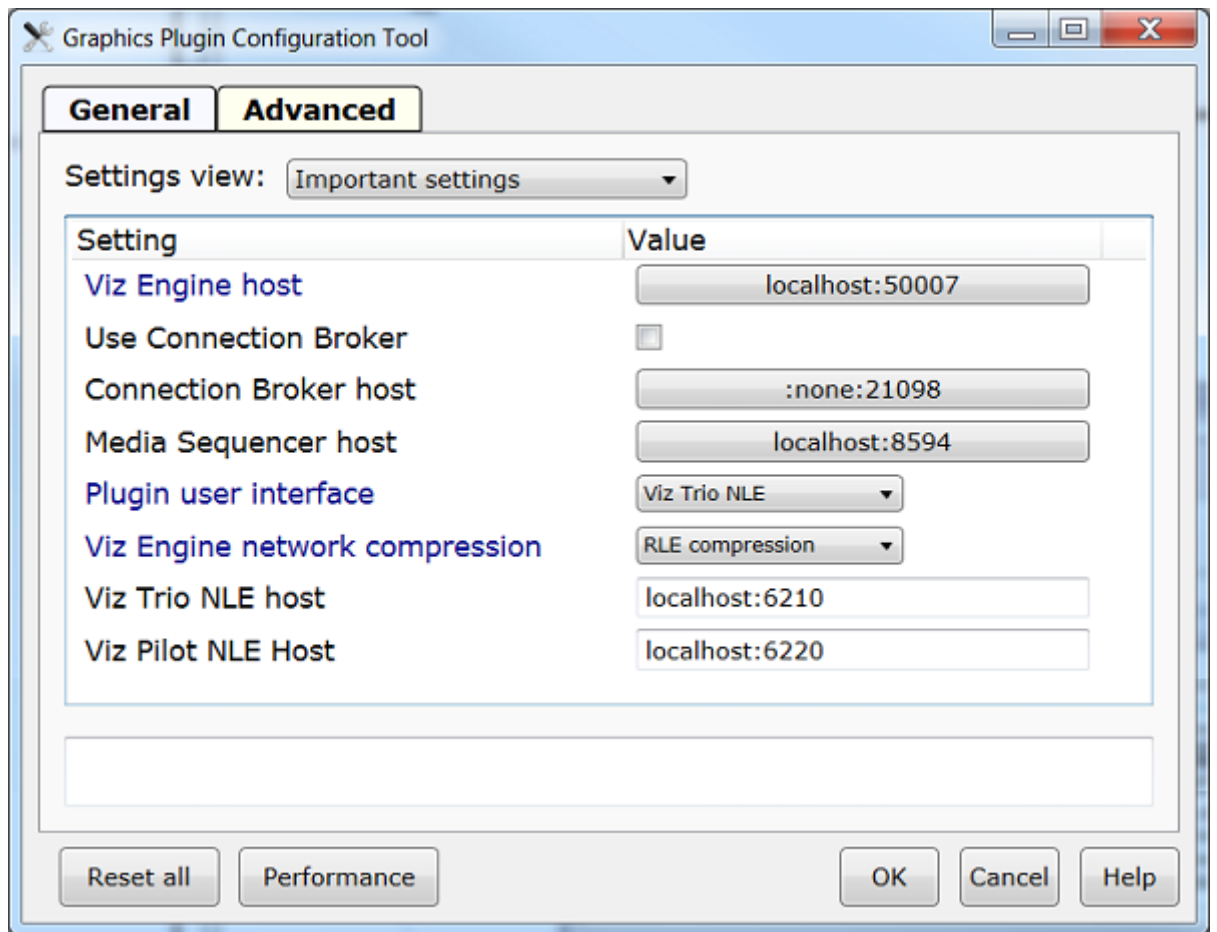 Graphics Plugin Configuration Tool
General Advanced
Settings view: Important settings
Setting Value
Viz Engine host localhost:50007
Use Connection Broker
Connection Broker host :none:21098
Media Sequencer host localhost:8594
Plugin user interface Viz Trio NLE
Viz Engine network compression RLE compression
Viz Trio NLE host localhost:6210
Viz Pilot NLE Host localhost:6220
Reset all Performance OK Cancel Help